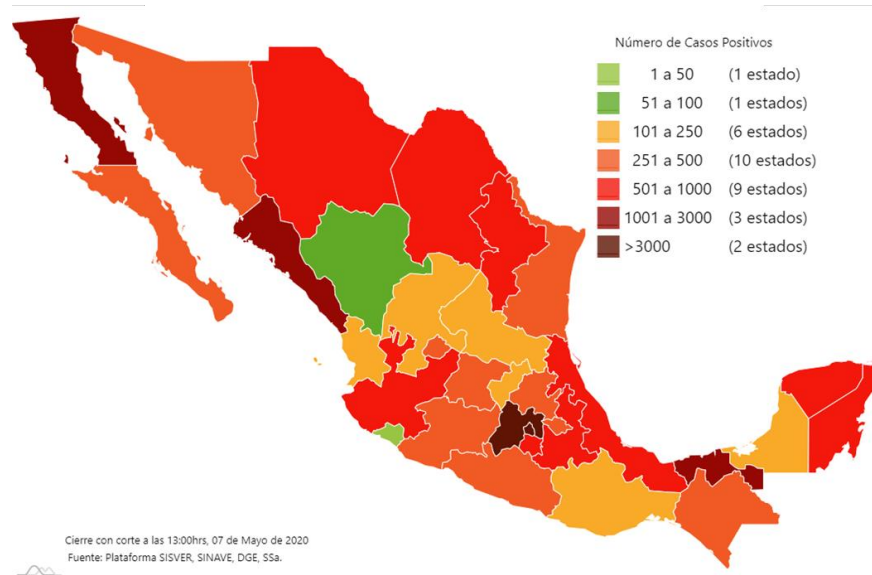 Número de Casos Positivos
1 a 50 (1 estado)
51 a 100 (1 estados)
101 a 250 (6 estados)
251 a 500 (10 estados)
501 a 1000 (9 estados)
1001 a 3000 (3 estados)
>3000 (2 estados)
Cierre con corte a las 13:00hrs, 07 de Mayo de 2020
Fuente: Plataforma SISVER, SINAVE, DGE, SSa.